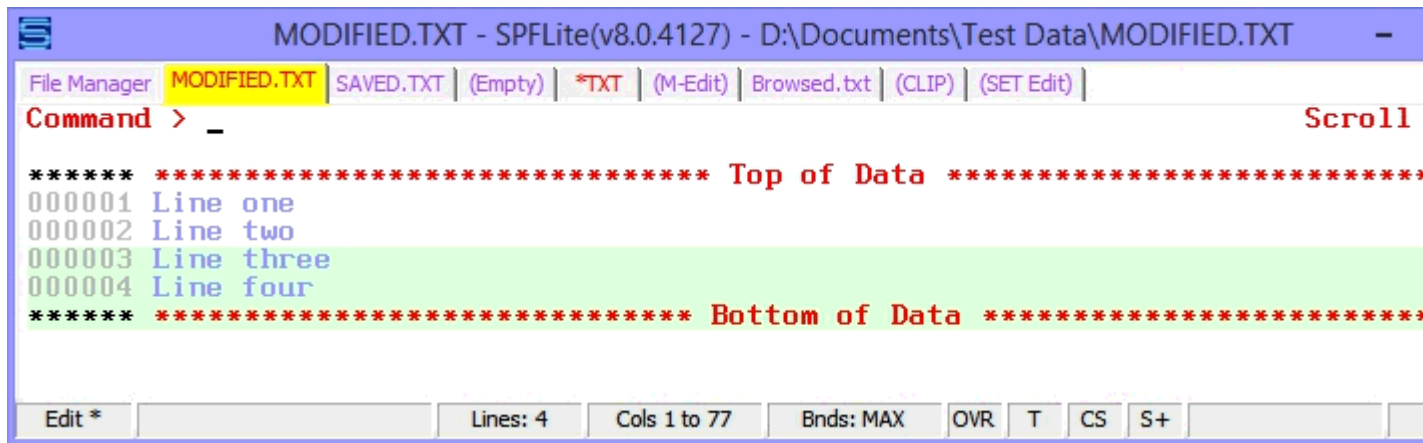 MODIFIED.TXT - SPFLite(v8.0.4127) - D:\Documents\Test Data\MODIFIED.TXT
File Manager MODIFIED.TXT SAVED.TXT (Empty) *TXT (M-Edit) Browsed.txt (CLIP) (SET Edit)
Command > _ Scroll
****** ******************************* Top of Data ***************************
000001 Line one
000002 Line two
000003 Line three
000004 Line four
****** ****************************** Bottom of Data *************************
Edit * Lines: 4 Cols 1 to 77 Bnds: MAX OVR T CS S+